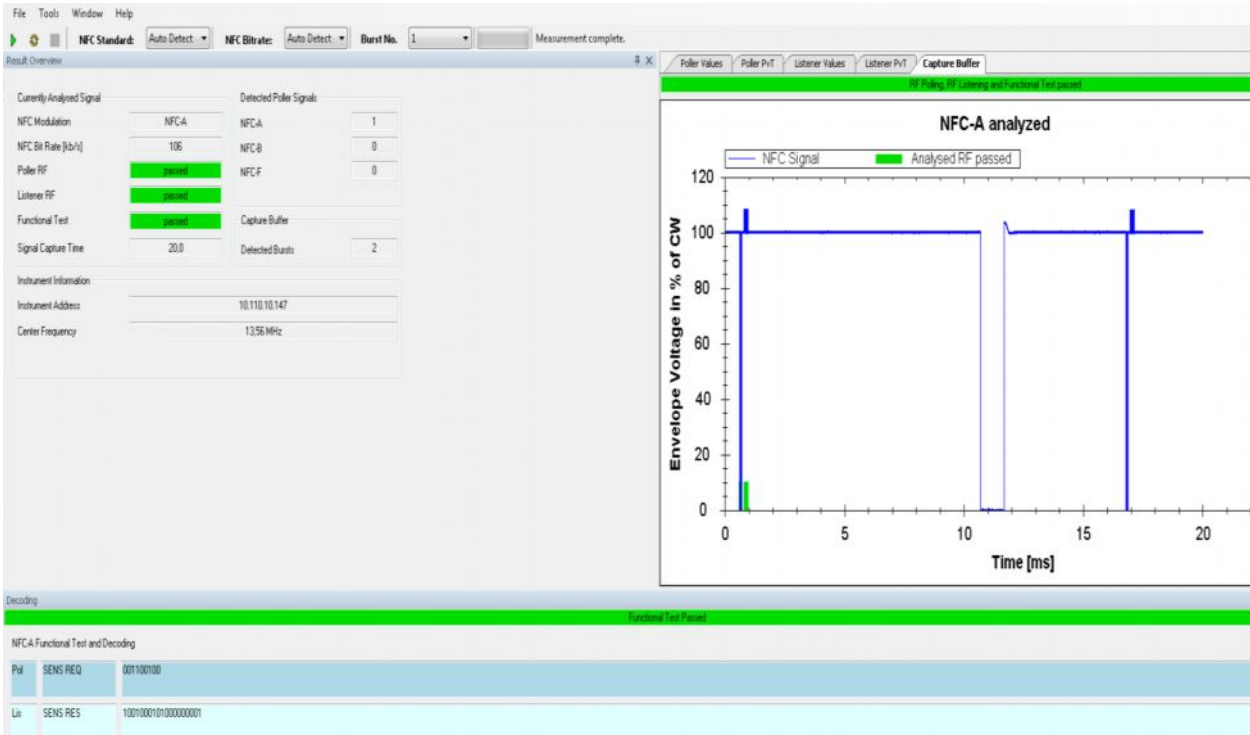 File Tools Window Help
NFC Standard: Auto Detect NFC Bitrate: Auto Detect Burst No. 1 Measurement complete.
Result Overview
Currently Analysed Signal
NFC Modulation NFC-A
NFC Bit Rate [kb/s] 106
Poller RF passed
Listener RF passed
Functional Test passed
Signal Capture Time 20,0
Detected Poller Signals
NFC-A 1
NFC-B 0
NFC-F 0
Capture Buffer
Detected Bursts 2
Instrument Information
Instrument Address 10.110.10.147
Center Frequency 13,56 MHz
Poller Values Poller PvT Listener Values Listener PvT Capture Buffer
RF Polling, RF Listening and Functional Test passed
NFC-A analyzed
NFC Signal Analysed RF passed
Envelope Voltage in % of CW
120
100
80
60
40
20
0
0 5 10 15 20
Time [ms]
Decoding
Functional Test Passed
NFC-A Functional Test and Decoding
Pol SENS REQ 001100100
Lis SENS RES 1001000101000000001